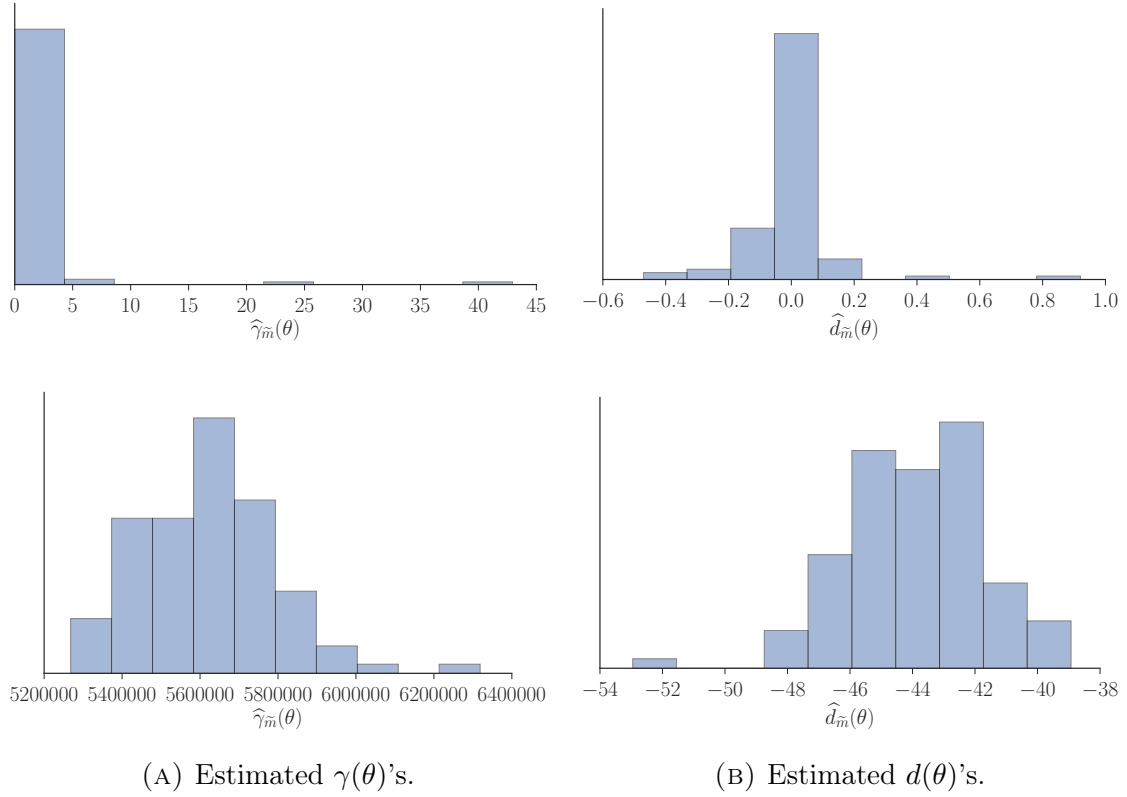 0 5 10 15 20 25 30 35 40 45
γ̂_m̃(θ)
−0.6 −0.4 −0.2 0.0 0.2 0.4 0.6 0.8 1.0
d̂_m̃(θ)
5200000 5400000 5600000 5800000 6000000 6200000 6400000
γ̂_m̃(θ)
−54 −52 −50 −48 −46 −44 −42 −40 −38
d̂_m̃(θ)
(A) Estimated γ(θ)'s.
(B) Estimated d(θ)'s.